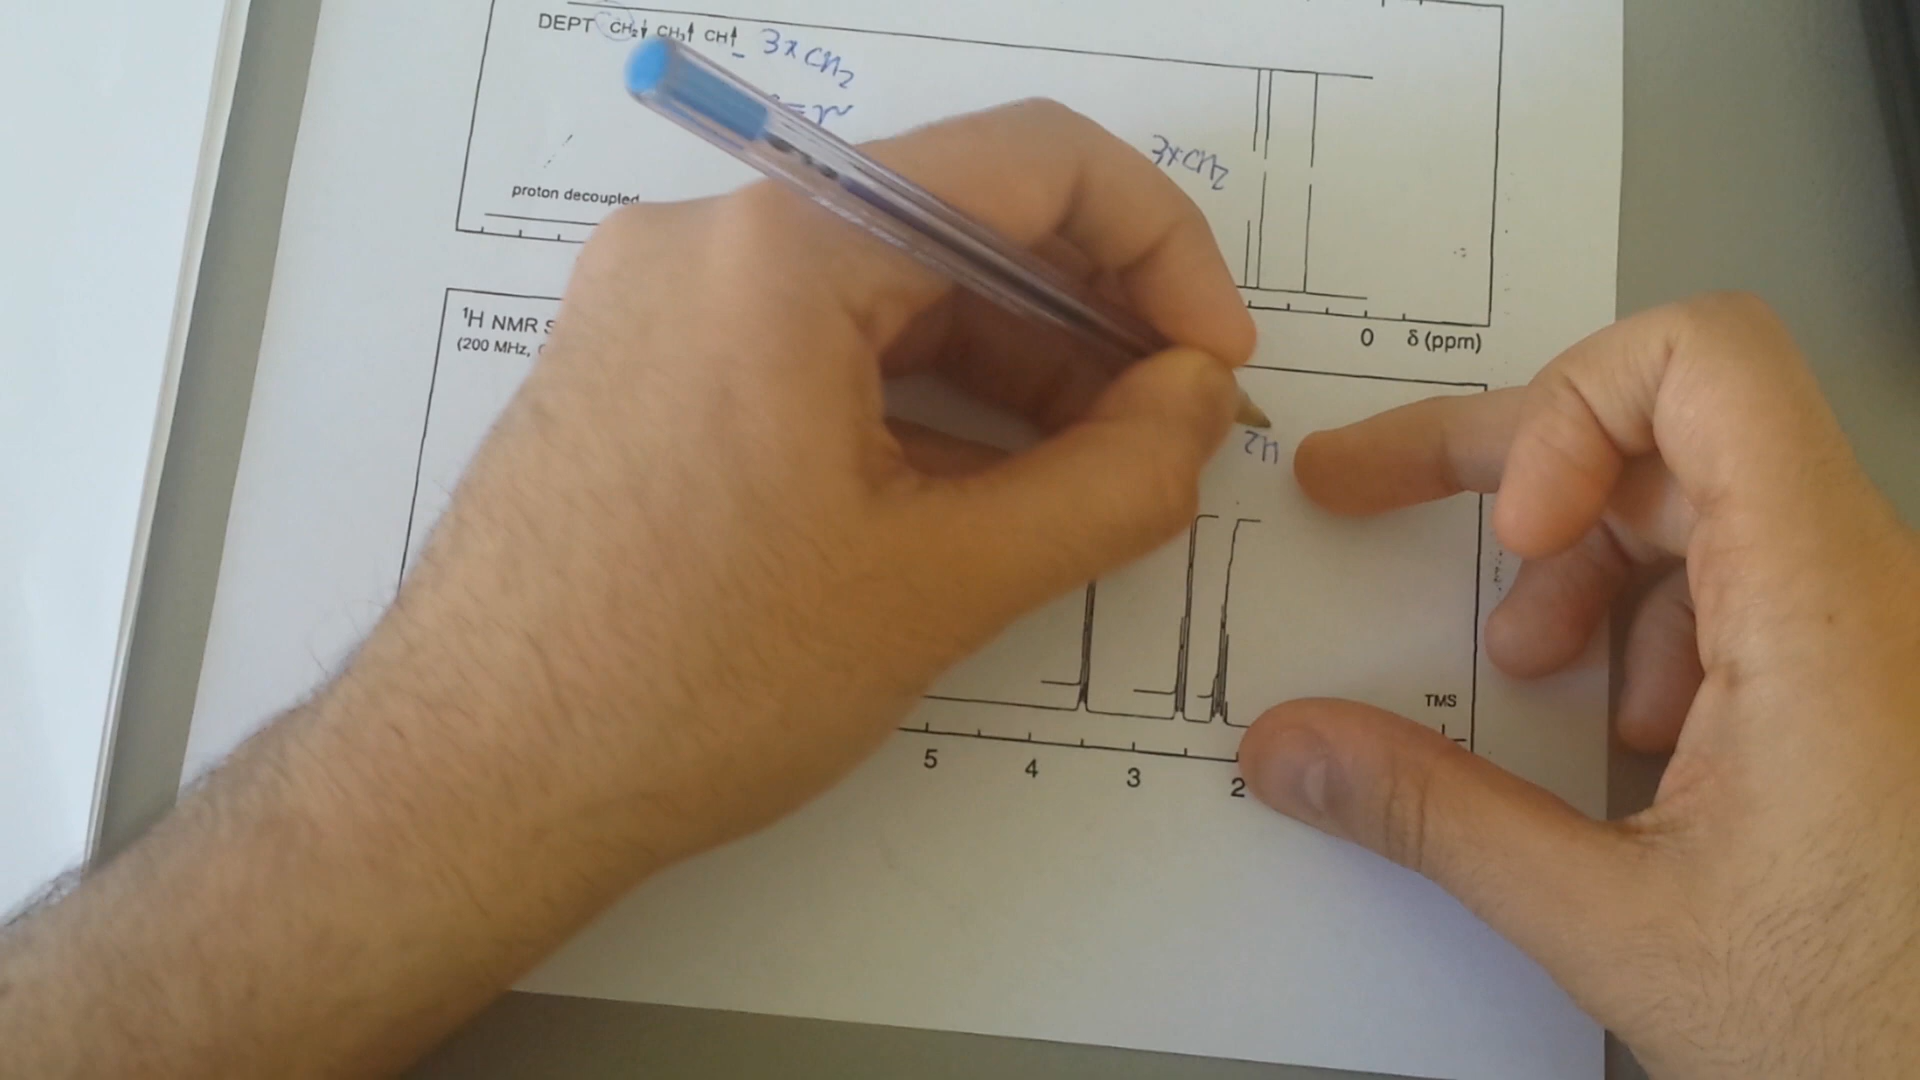 DEPT CH₂↓ CH₃↑ CH↑ 3xCH₂
3xCH₂
proton decoupled
0 δ (ppm)
¹H NMR
(200 MHz,
TMS
5 4 3 2